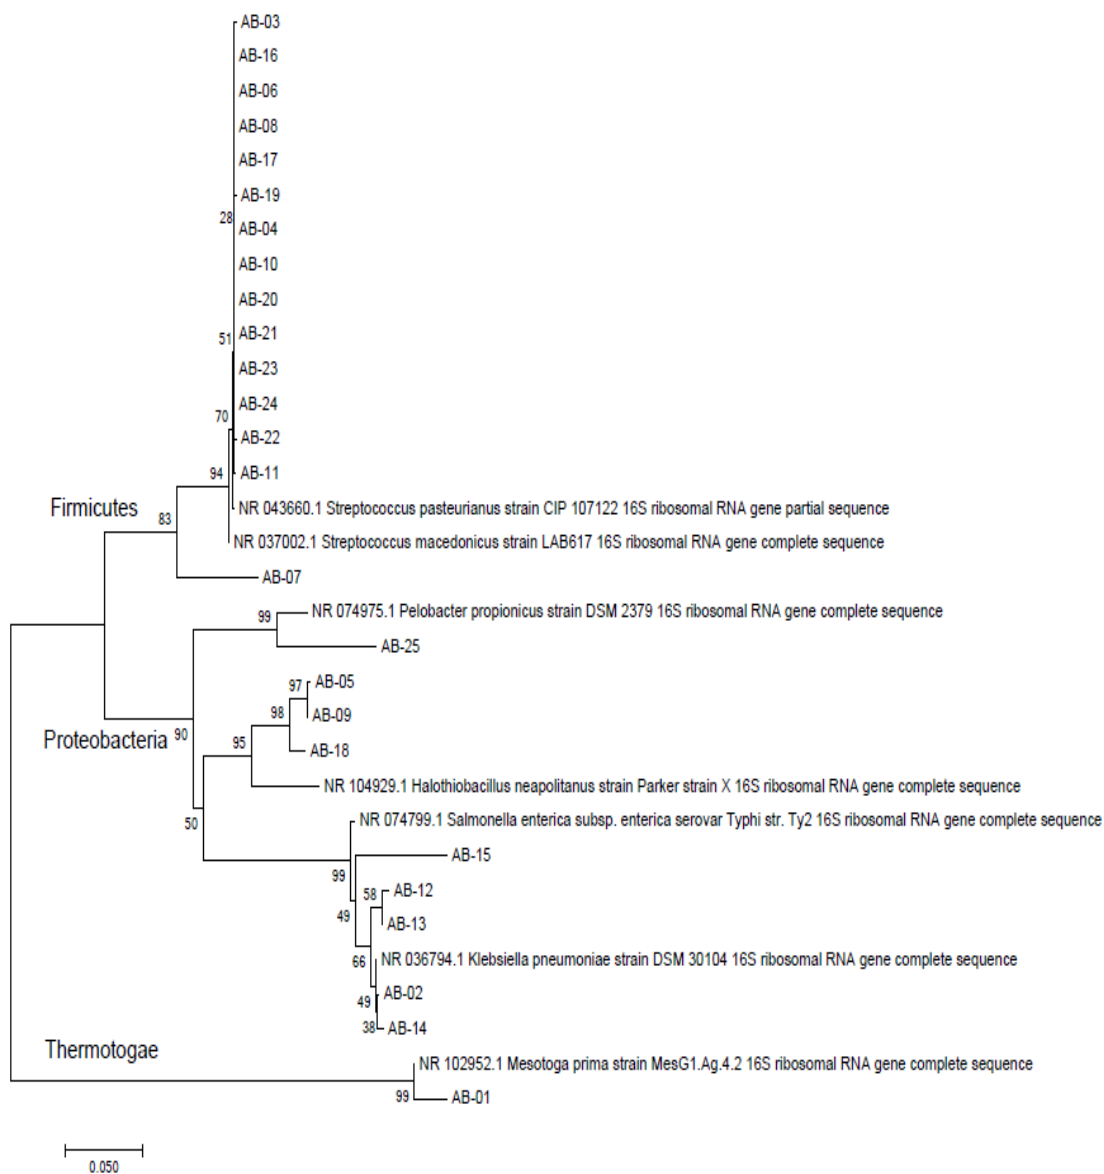 AB-03
AB-16
AB-06
AB-08
AB-17
AB-19
28
AB-04
AB-10
AB-20
51
AB-21
AB-23
AB-24
70
AB-22
94
AB-11
Firmicutes
NR 043660.1 Streptococcus pasteurianus strain CIP 107122 16S ribosomal RNA gene partial sequence
83
NR 037002.1 Streptococcus macedonicus strain LAB617 16S ribosomal RNA gene complete sequence
AB-07
99
NR 074975.1 Pelobacter propionicus strain DSM 2379 16S ribosomal RNA gene complete sequence
AB-25
97
AB-05
98
AB-09
Proteobacteria
90
95
AB-18
NR 104929.1 Halothiobacillus neapolitanus strain Parker strain X 16S ribosomal RNA gene complete sequence
50
NR 074799.1 Salmonella enterica subsp. enterica serovar Typhi str. Ty2 16S ribosomal RNA gene complete sequence
AB-15
99
58
AB-12
49
AB-13
66
NR 036794.1 Klebsiella pneumoniae strain DSM 30104 16S ribosomal RNA gene complete sequence
49
AB-02
38
AB-14
Thermotogae
NR 102952.1 Mesotoga prima strain MesG1.Ag.4.2 16S ribosomal RNA gene complete sequence
99
AB-01
0.050